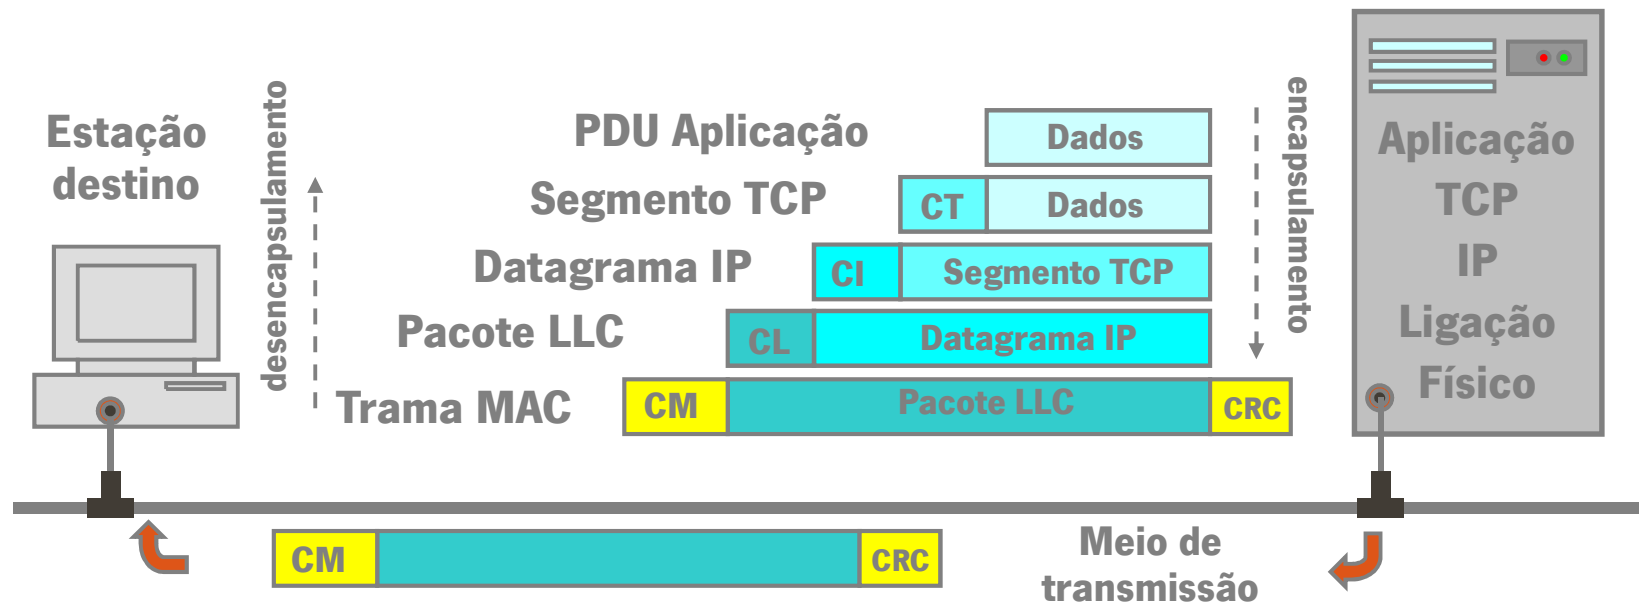 Estação
destino
desencapsulamento
PDU Aplicação
Dados
Segmento TCP
CT
Dados
Datagrama IP
CI
Segmento TCP
Pacote LLC
CL
Datagrama IP
Trama MAC
CM
Pacote LLC
CRC
encapsulamento
Aplicação
TCP
IP
Ligação
Físico
CM
CRC
Meio de
transmissão